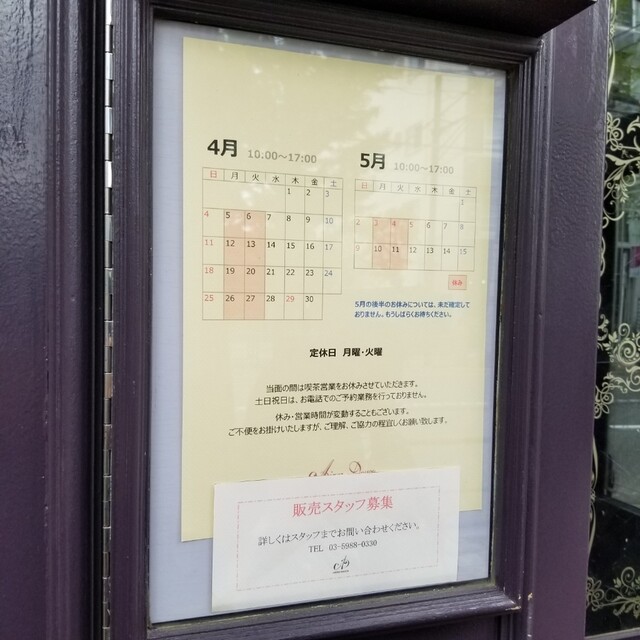 4月 10:00～17:00
日 月 火 水 木 金 土
1 2 3
4 5 6 7 8 9 10
11 12 13 14 15 16 17
18 19 20 21 22 23 24
25 26 27 28 29 30
5月 10:00～17:00
日 月 火 水 木 金 土
1
2 3 4 5 6 7 8
9 10 11 12 13 14 15
休み
5月の後半のお休みについては、未だ確定して
おりません。もうしばらくお待ちください。
定休日 月曜・火曜
当面の間は喫茶営業をお休みさせていただきます。
土日祝日は、お電話でのご予約業務を行っておりません。
休み・営業時間が変動することもございます。
ご不便をお掛けいたしますが、ご理解、ご協力の程宜しくお願い致します。
販売スタッフ募集
詳しくはスタッフまでお問い合わせください。
TEL 03-5988-0330